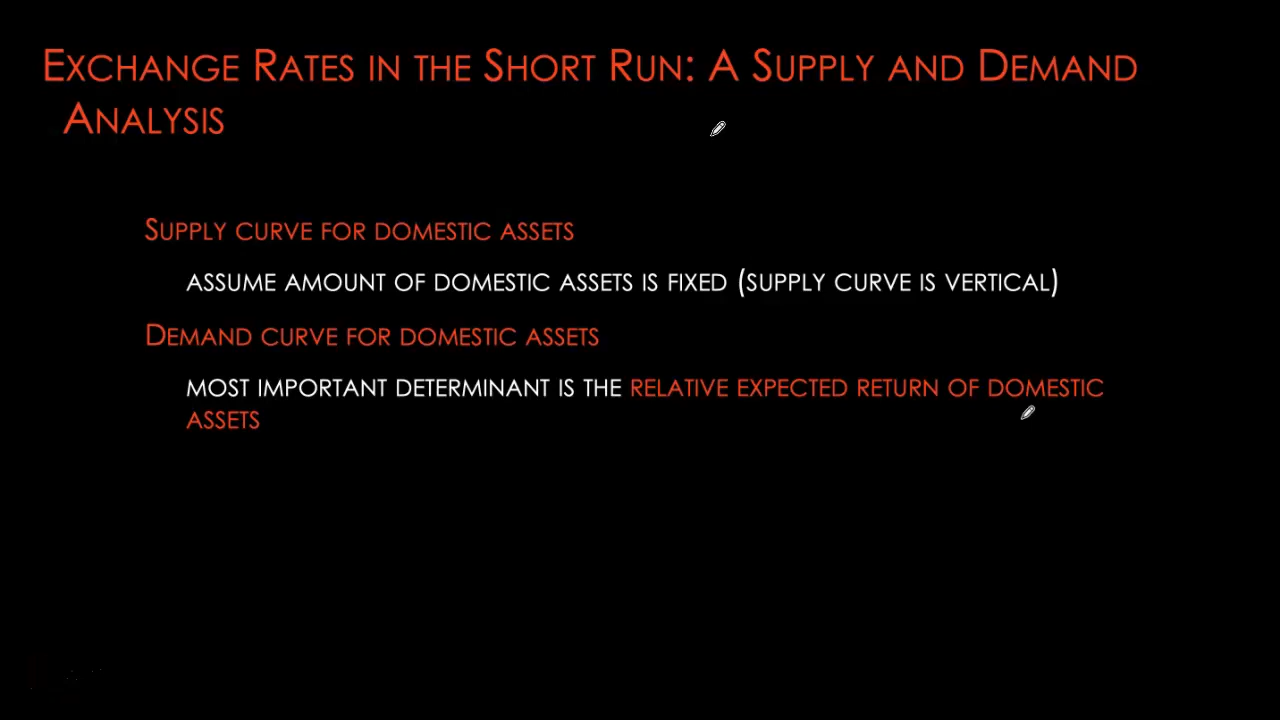 Exchange Rates in the Short Run: A Supply and Demand
Analysis
Supply curve for domestic assets
assume amount of domestic assets is fixed (supply curve is vertical)
Demand curve for domestic assets
most important determinant is the relative expected return of domestic
assets